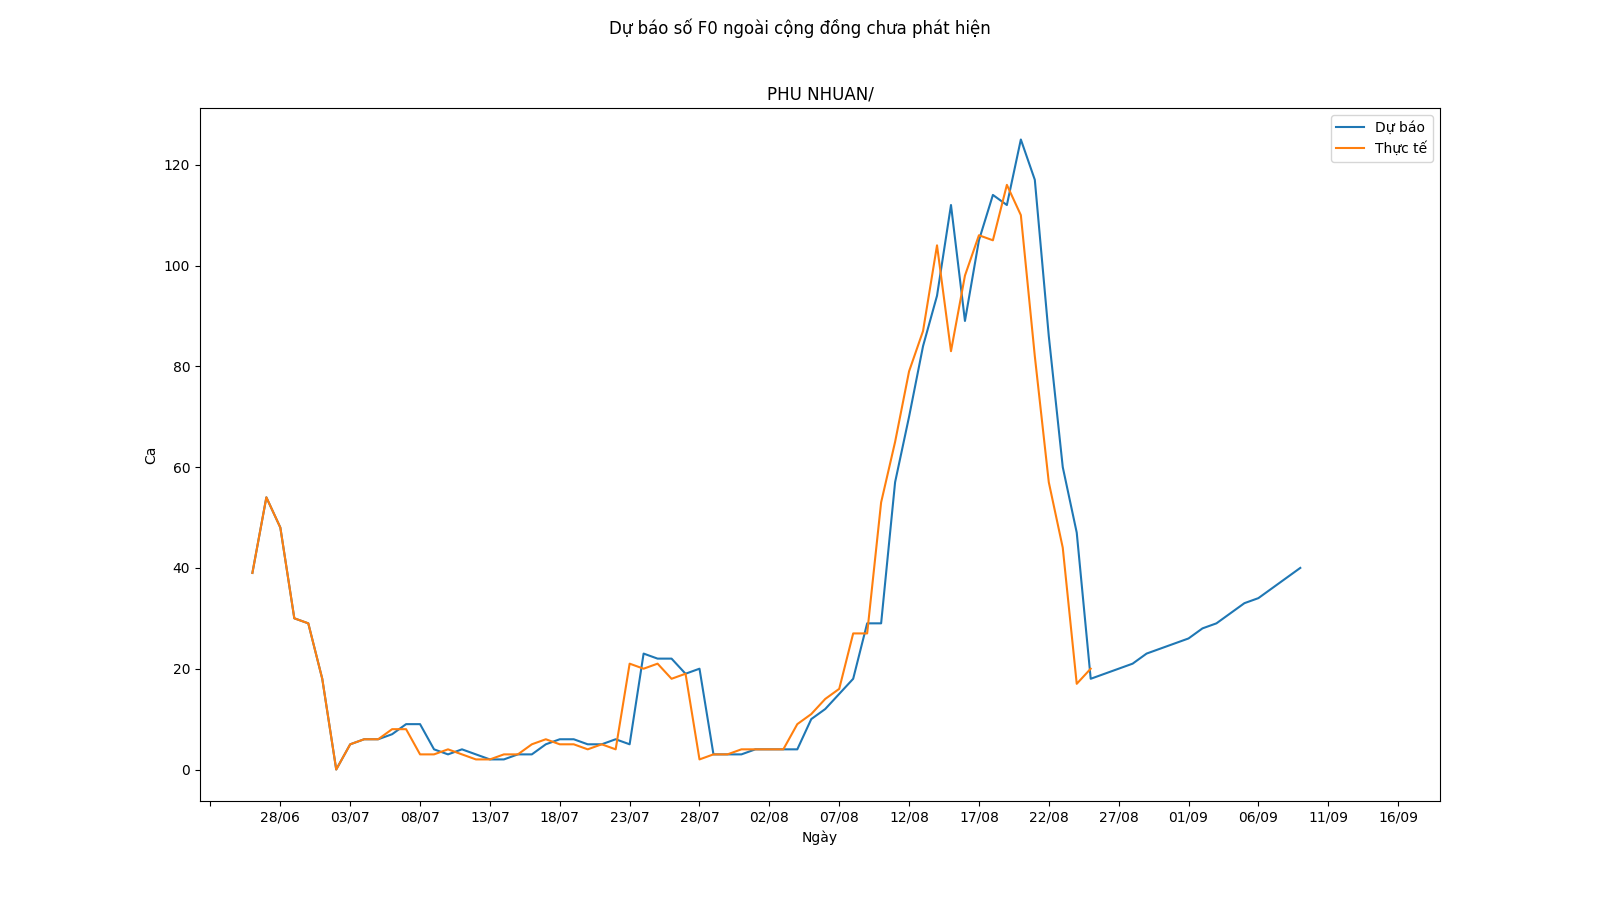 Dự báo số F0 ngoài cộng đồng chưa phát hiện
PHU NHUAN/
Dự báo
Thực tế
120
100
80
60
40
20
0
Ca
28/06 03/07 08/07 13/07 18/07 23/07 28/07 02/08 07/08 12/08 17/08 22/08 27/08 01/09 06/09 11/09 16/09
Ngày